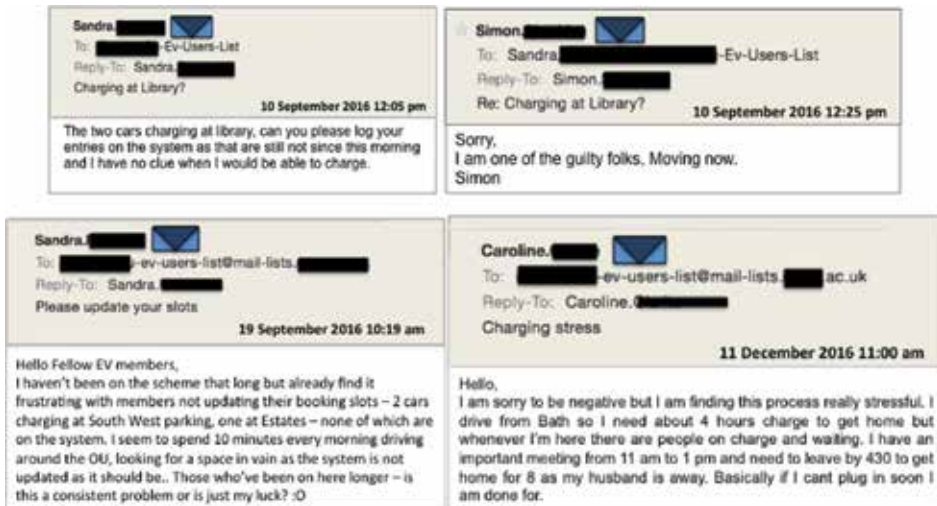 Sandra.
To: -Ev-Users-List
Reply-To: Sandra.
Charging at Library?
10 September 2016 12:05 pm
The two cars charging at library, can you please log your
entries on the system as that are still not since this morning
and I have no clue when I would be able to charge.
Simon.
To: Sandra. -Ev-Users-List
Reply-To: Simon.
Re: Charging at Library?
10 September 2016 12:25 pm
Sorry,
I am one of the guilty folks. Moving now.
Simon
Sandra.
To: -ev-users-list@mail-lists.
Reply-To: Sandra.
Please update your slots
19 September 2016 10:19 am
Hello Fellow EV members,
I haven't been on the scheme that long but already find it
frustrating with members not updating their booking slots – 2 cars
charging at South West parking, one at Estates – none of which are
on the system. I seem to spend 10 minutes every morning driving
around the OU, looking for a space in vain as the system is not
updated as it should be.. Those who've been on here longer – is
this a consistent problem or is just my luck? :O
Caroline.
To: -ev-users-list@mail-lists. ac.uk
Reply-To: Caroline.
Charging stress
11 December 2016 11:00 am
Hello,
I am sorry to be negative but I am finding this process really stressful. I
drive from Bath so I need about 4 hours charge to get home but
whenever I'm here there are people on charge and waiting. I have an
important meeting from 11 am to 1 pm and need to leave by 430 to get
home for 8 as my husband is away. Basically if I cant plug in soon I
am done for.